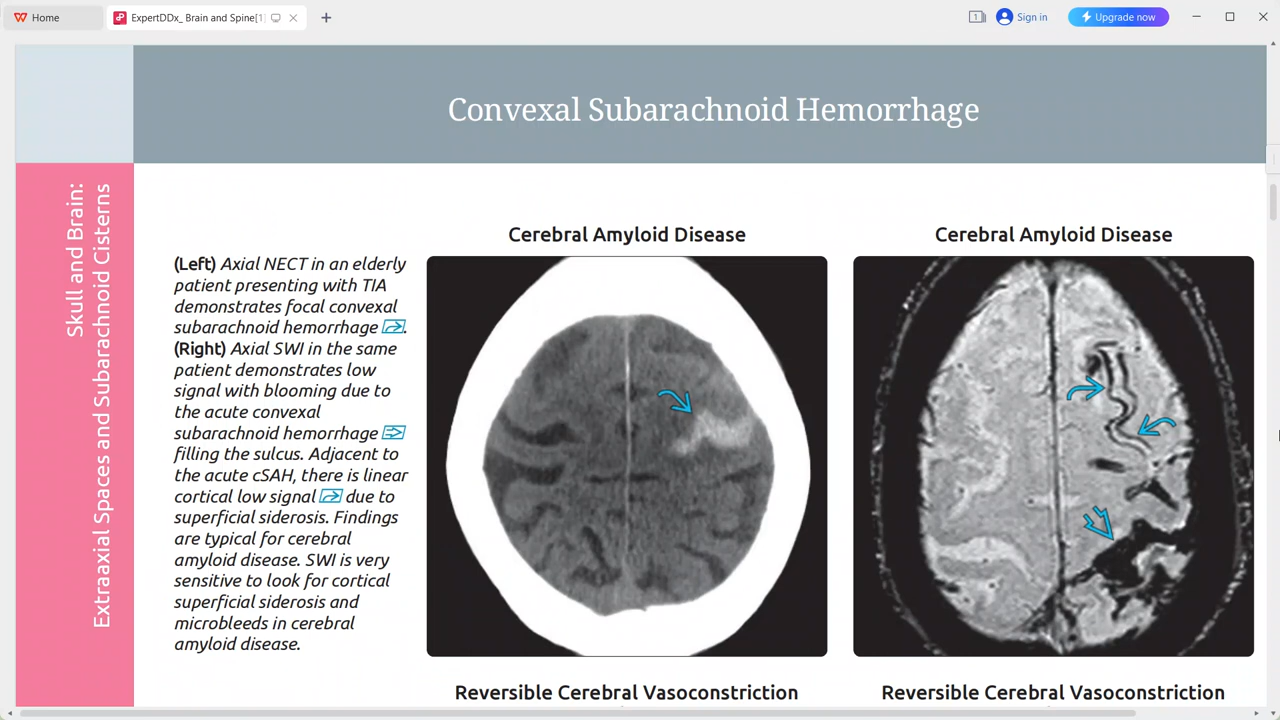 Home
ExpertDDx_ Brain and Spine[1]
1
Sign in
Upgrade now
Convexal Subarachnoid Hemorrhage
Skull and Brain:
Extraaxial Spaces and Subarachnoid Cisterns
(Left) Axial NECT in an elderly
patient presenting with TIA
demonstrates focal convexal
subarachnoid hemorrhage .
(Right) Axial SWI in the same
patient demonstrates low
signal with blooming due to
the acute convexal
subarachnoid hemorrhage
filling the sulcus. Adjacent to
the acute cSAH, there is linear
cortical low signal due to
superficial siderosis. Findings
are typical for cerebral
amyloid disease. SWI is very
sensitive to look for cortical
superficial siderosis and
microbleeds in cerebral
amyloid disease.
Cerebral Amyloid Disease
Cerebral Amyloid Disease
Reversible Cerebral Vasoconstriction
Reversible Cerebral Vasoconstriction